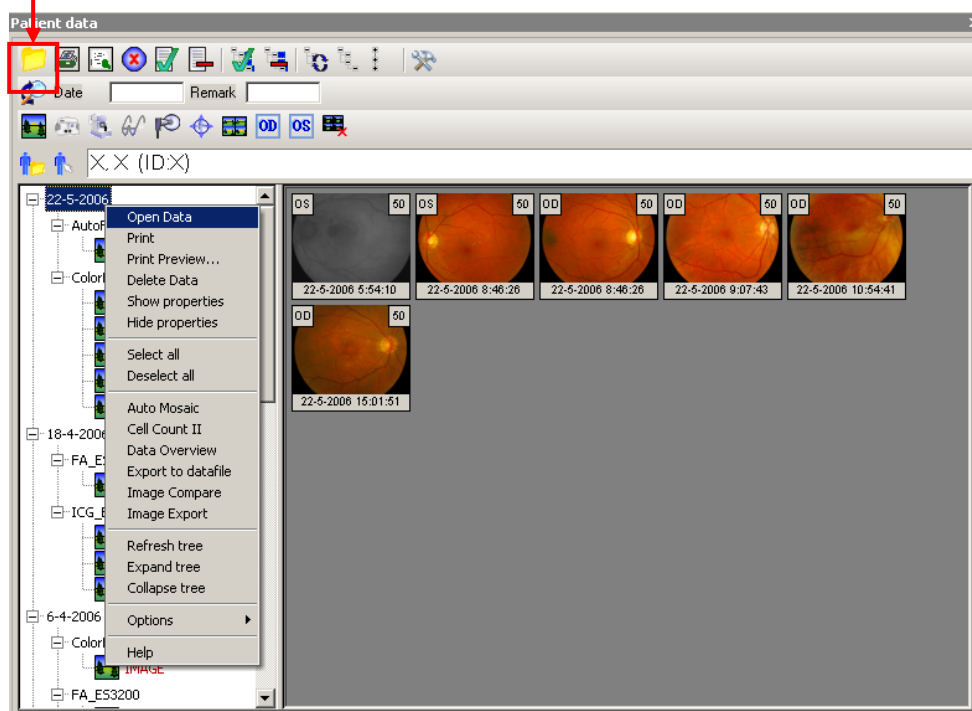 Patient data
Date
Remark
OD OS
X, X (ID:X)
22-5-2006
AutoF
Color
18-4-2006
FA_ES
ICG_E
6-4-2006
Color
IMAGE
FA_ES3200
Open Data
Print
Print Preview...
Delete Data
Show properties
Hide properties
Select all
Deselect all
Auto Mosaic
Cell Count II
Data Overview
Export to datafile
Image Compare
Image Export
Refresh tree
Expand tree
Collapse tree
Options
Help
OS 50
22-5-2006 5:54:10
OS 50
22-5-2006 8:46:26
OD 50
22-5-2006 8:46:26
OD 50
22-5-2006 9:07:43
OD 50
22-5-2006 10:54:41
OD 50
22-5-2006 15:01:51